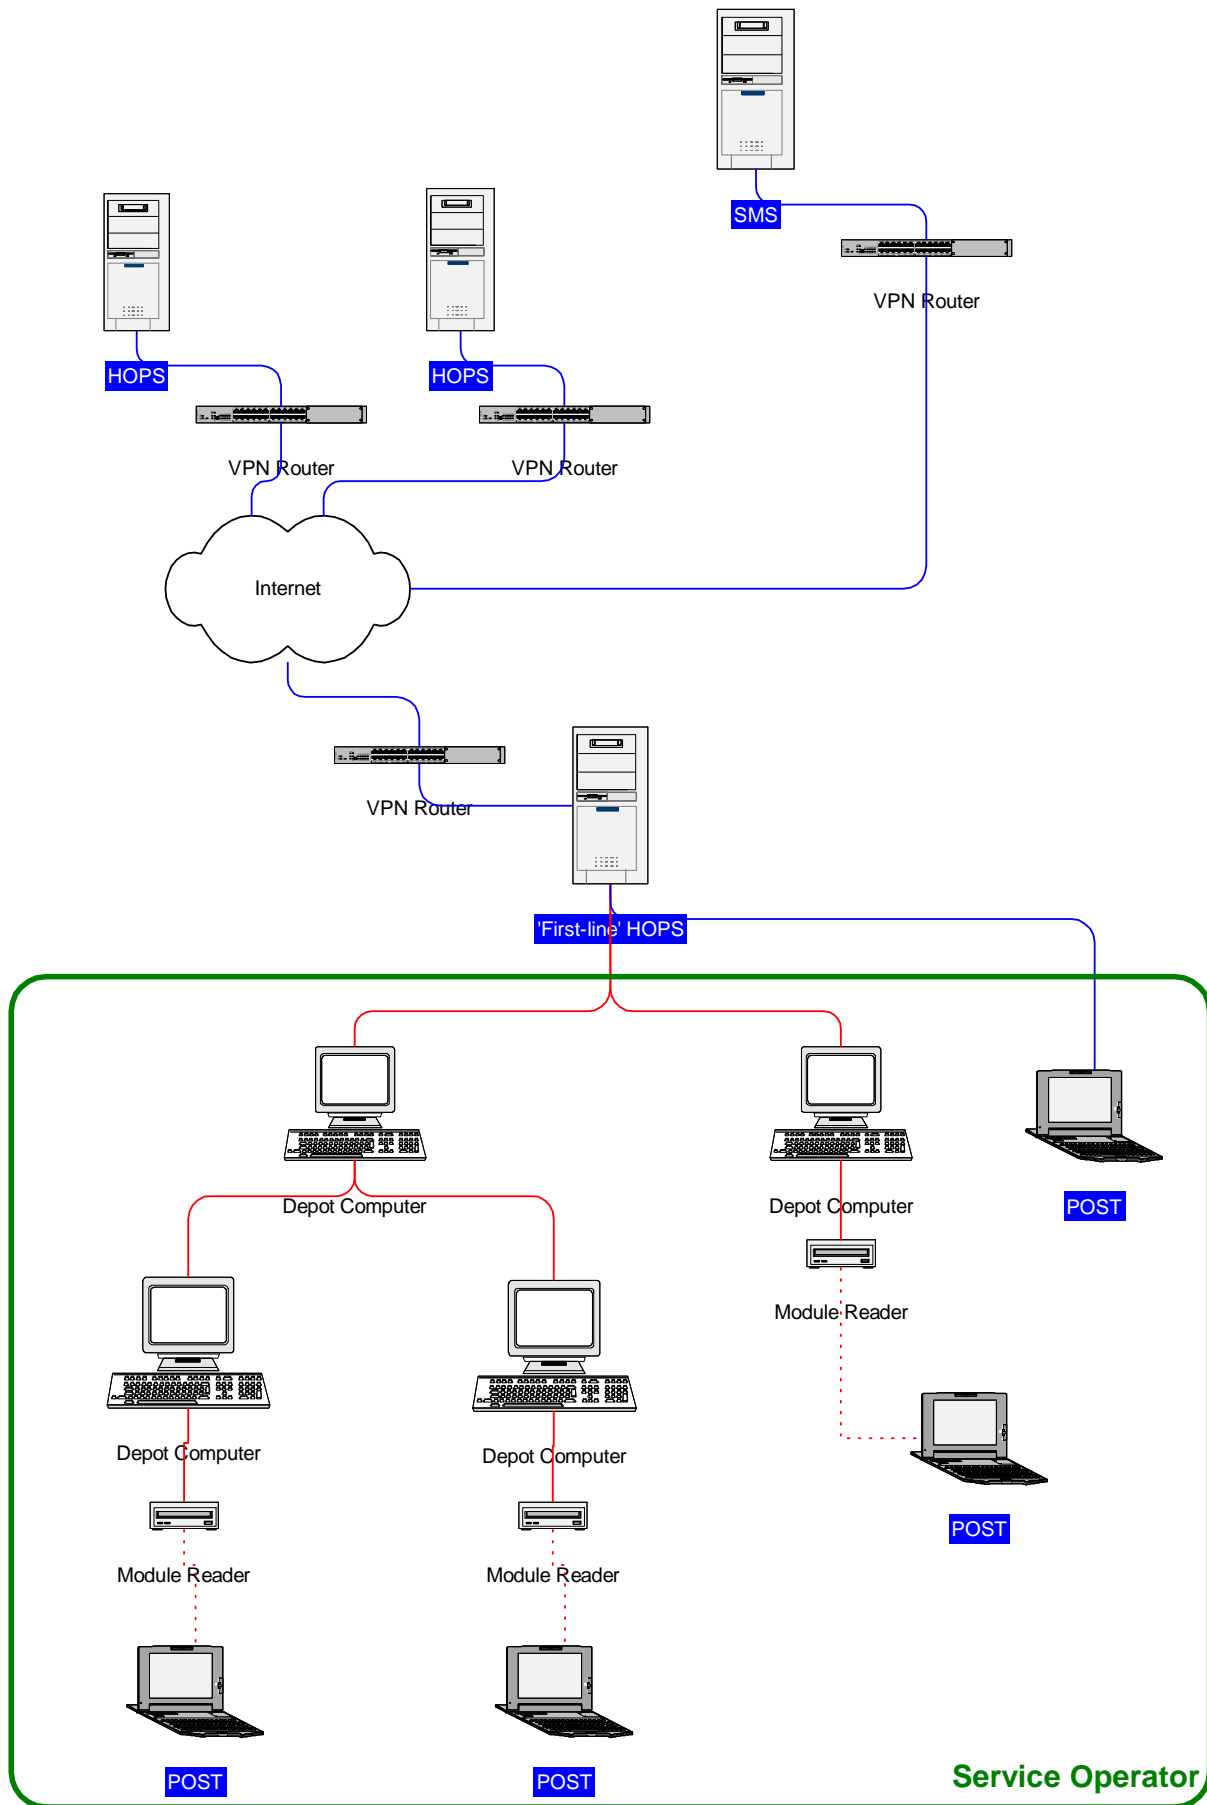 SMS
VPN Router
HOPS
HOPS
VPN Router
VPN Router
Internet
VPN Router
'First-line' HOPS
Depot Computer
Depot Computer
POST
Module Reader
Depot Computer
Depot Computer
POST
Module Reader
Module Reader
POST
POST
Service Operator